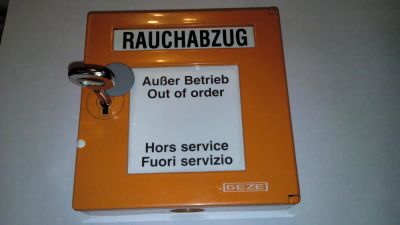 RAUCHABZUG
Außer Betrieb
Out of order
Hors service
Fuori servizio
GEZE